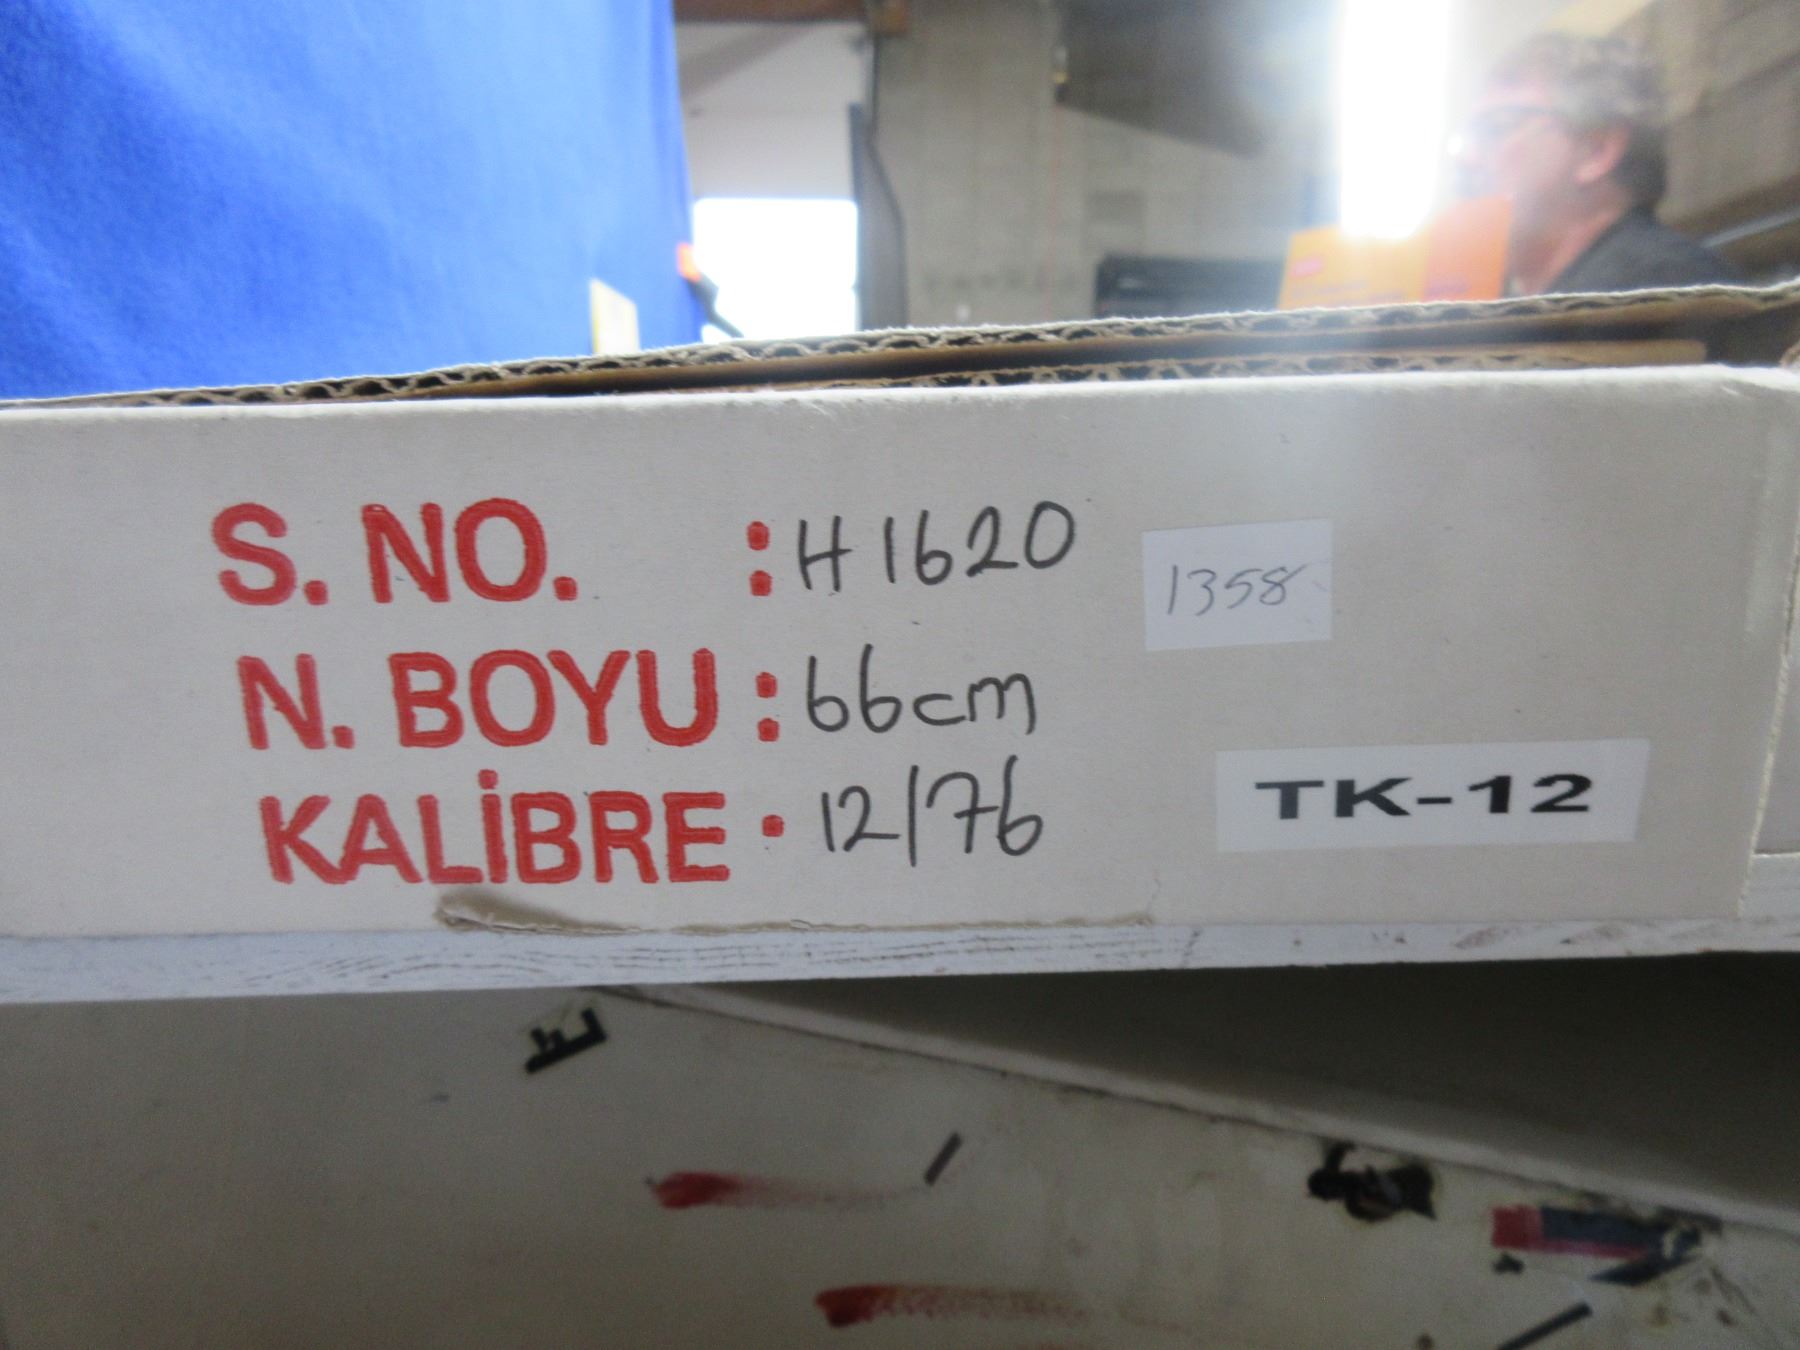 S. NO. : H1620
1358
N. BOYU : 66cm
KALİBRE : 12/76
TK-12